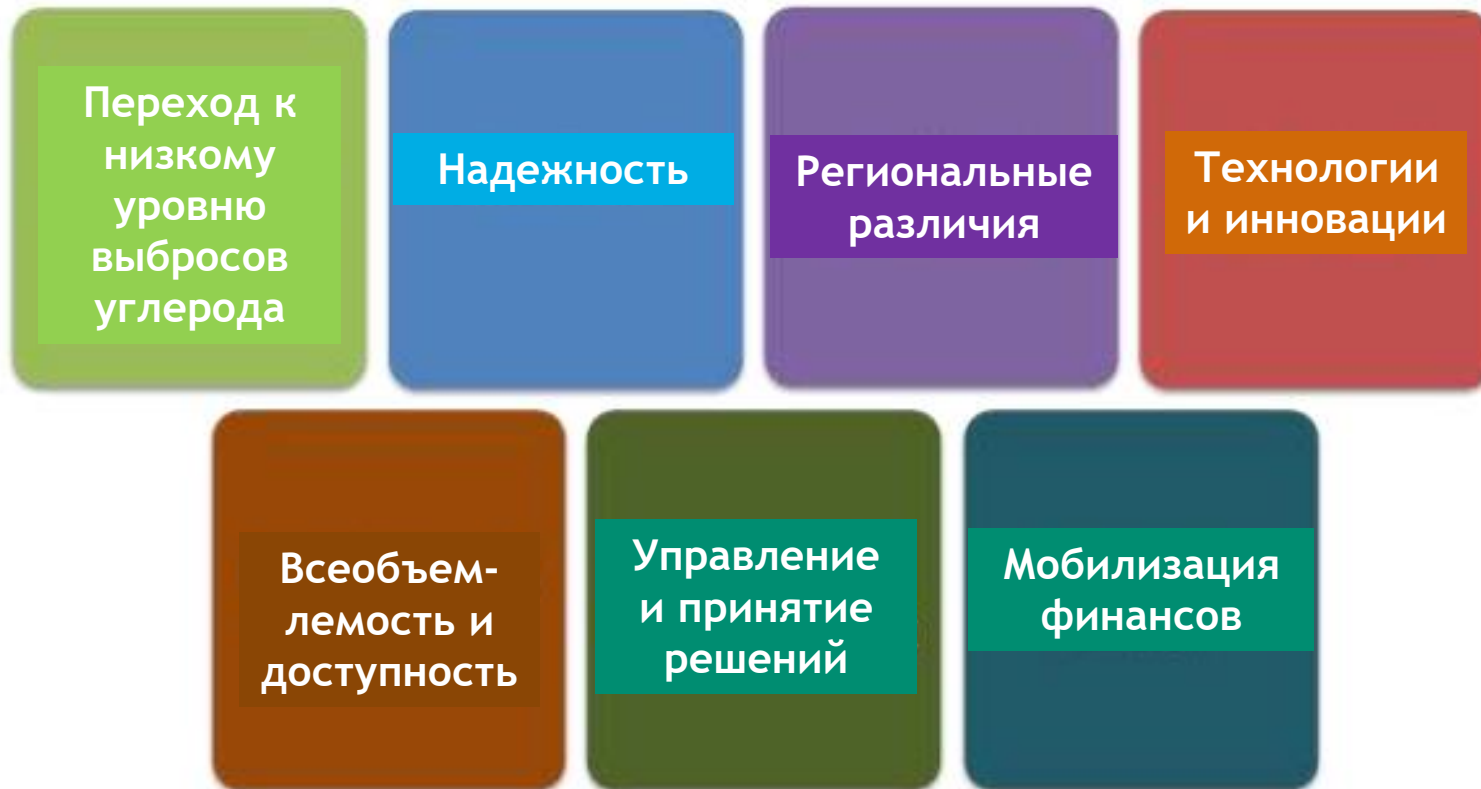 Переход к
низкому
уровню
выбросов
углерода
Надежность
Региональные
различия
Технологии
и инновации
Всеобъем-
лемость и
доступность
Управление
и принятие
решений
Мобилизация
финансов